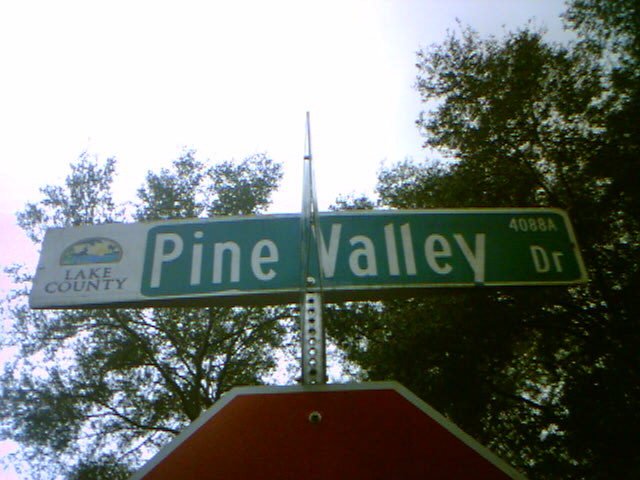 LAKE
COUNTY
Pine Valley Dr
4088A